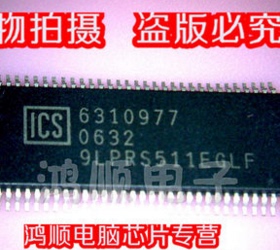 物拍摄 盗版必究
ICS
6310977
0632
9LPRS511EGLF
鸿顺电子
鸿顺电脑芯片专营